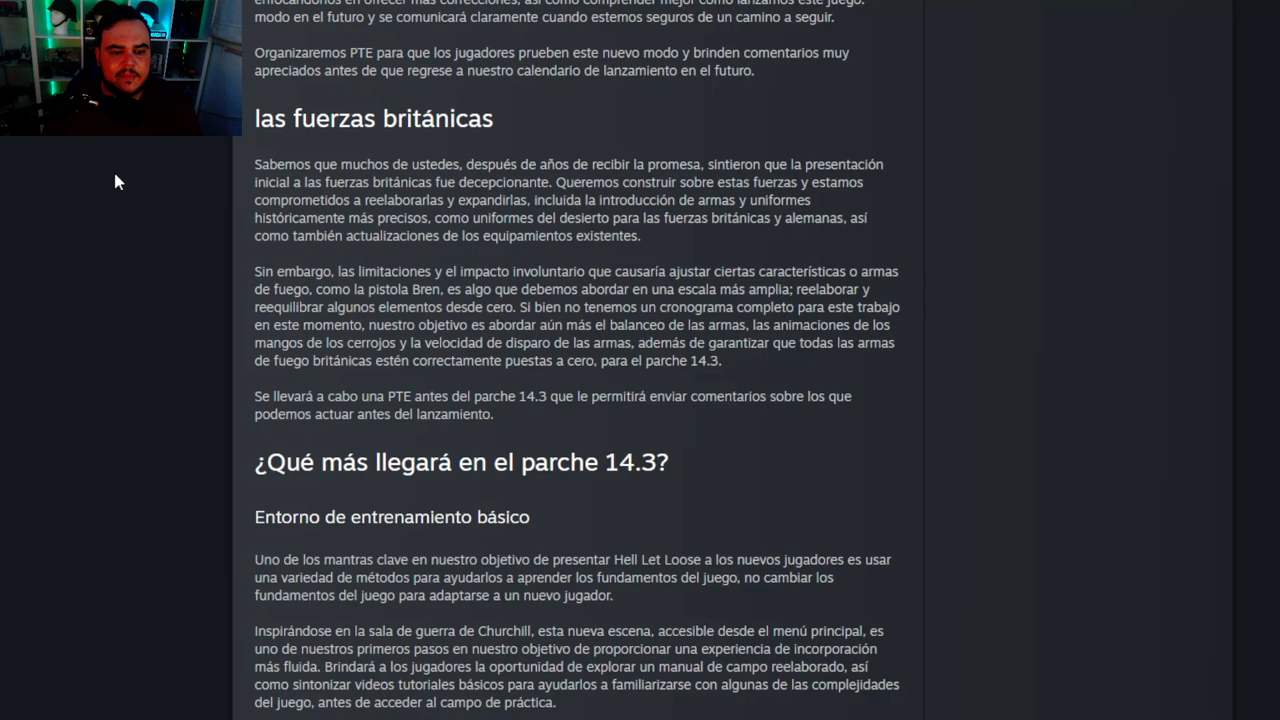 enfocándonos en ofrecer más correcciones, así como comprender mejor cómo lanzamos este juego.
modo en el futuro y se comunicará claramente cuando estemos seguros de un camino a seguir.
Organizaremos PTE para que los jugadores prueben este nuevo modo y brinden comentarios muy
apreciados antes de que regrese a nuestro calendario de lanzamiento en el futuro.
las fuerzas británicas
Sabemos que muchos de ustedes, después de años de recibir la promesa, sintieron que la presentación
inicial a las fuerzas británicas fue decepcionante. Queremos construir sobre estas fuerzas y estamos
comprometidos a reelaborarlas y expandirlas, incluida la introducción de armas y uniformes
históricamente más precisos, como uniformes del desierto para las fuerzas británicas y alemanas, así
como también actualizaciones de los equipamientos existentes.
Sin embargo, las limitaciones y el impacto involuntario que causaría ajustar ciertas características o armas
de fuego, como la pistola Bren, es algo que debemos abordar en una escala más amplia; reelaborar y
reequilibrar algunos elementos desde cero. Si bien no tenemos un cronograma completo para este trabajo
en este momento, nuestro objetivo es abordar aún más el balanceo de las armas, las animaciones de los
mangos de los cerrojos y la velocidad de disparo de las armas, además de garantizar que todas las armas
de fuego británicas estén correctamente puestas a cero, para el parche 14.3.
Se llevará a cabo una PTE antes del parche 14.3 que le permitirá enviar comentarios sobre los que
podemos actuar antes del lanzamiento.
¿Qué más llegará en el parche 14.3?
Entorno de entrenamiento básico
Uno de los mantras clave en nuestro objetivo de presentar Hell Let Loose a los nuevos jugadores es usar
una variedad de métodos para ayudarlos a aprender los fundamentos del juego, no cambiar los
fundamentos del juego para adaptarse a un nuevo jugador.
Inspirándose en la sala de guerra de Churchill, esta nueva escena, accesible desde el menú principal, es
uno de nuestros primeros pasos en nuestro objetivo de proporcionar una experiencia de incorporación
más fluida. Brindará a los jugadores la oportunidad de explorar un manual de campo reelaborado, así
como sintonizar videos tutoriales básicos para ayudarlos a familiarizarse con algunas de las complejidades
del juego, antes de acceder al campo de práctica.